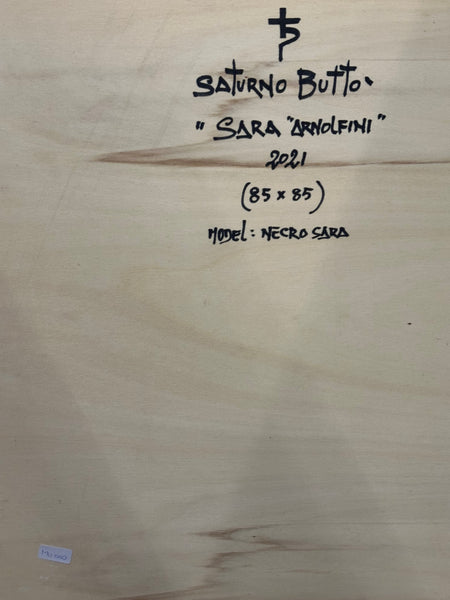 SATURNO BUTTO`
" SARA "ARNOLFINI "
2021
(85 x 85)
MODEL: NECRO SARA